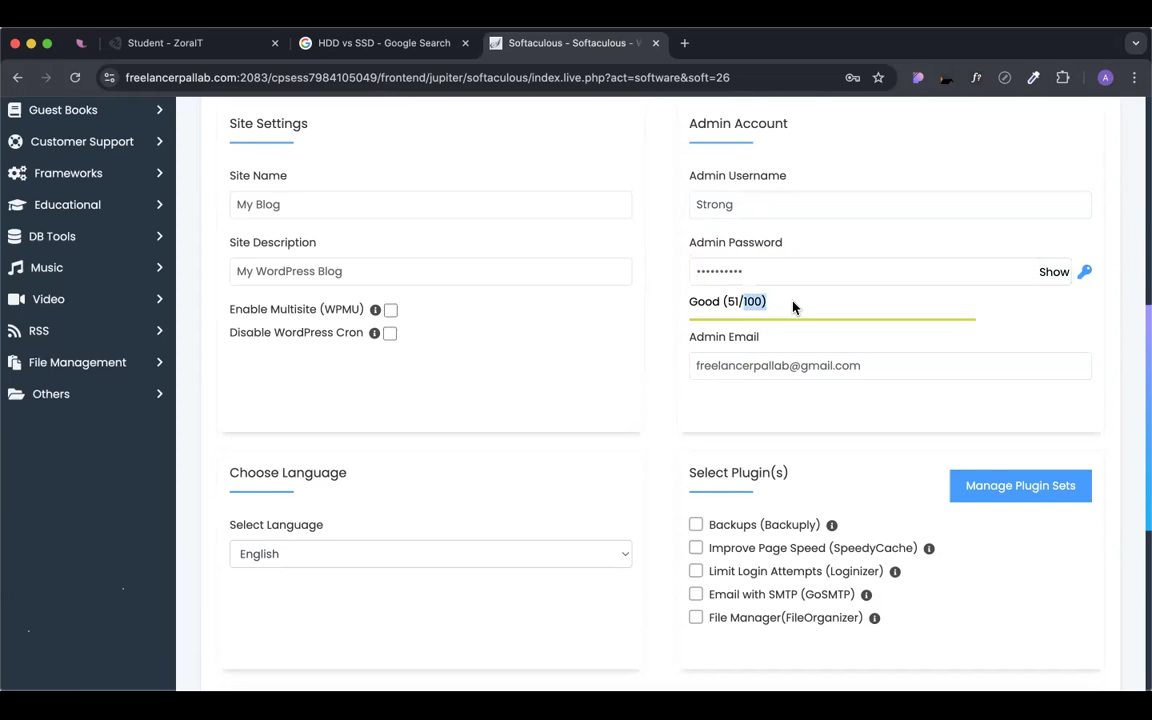 Student - ZoraIT
HDD vs SSD - Google Search
Softaculous - Softaculous - W
freelancerpallab.com:2083/cpsess7984105049/frontend/jupiter/softaculous/index.live.php?act=software&soft=26
f?
A
Guest Books
Customer Support
Frameworks
Educational
DB Tools
Music
Video
RSS
File Management
Others
Site Settings
Site Name
My Blog
Site Description
My WordPress Blog
Enable Multisite (WPMU)
Disable WordPress Cron
Admin Account
Admin Username
Strong
Admin Password
Show
Good (51/100)
Admin Email
freelancerpallab@gmail.com
Choose Language
Select Language
English
Select Plugin(s)
Manage Plugin Sets
Backups (Backuply)
Improve Page Speed (SpeedyCache)
Limit Login Attempts (Loginizer)
Email with SMTP (GoSMTP)
File Manager(FileOrganizer)